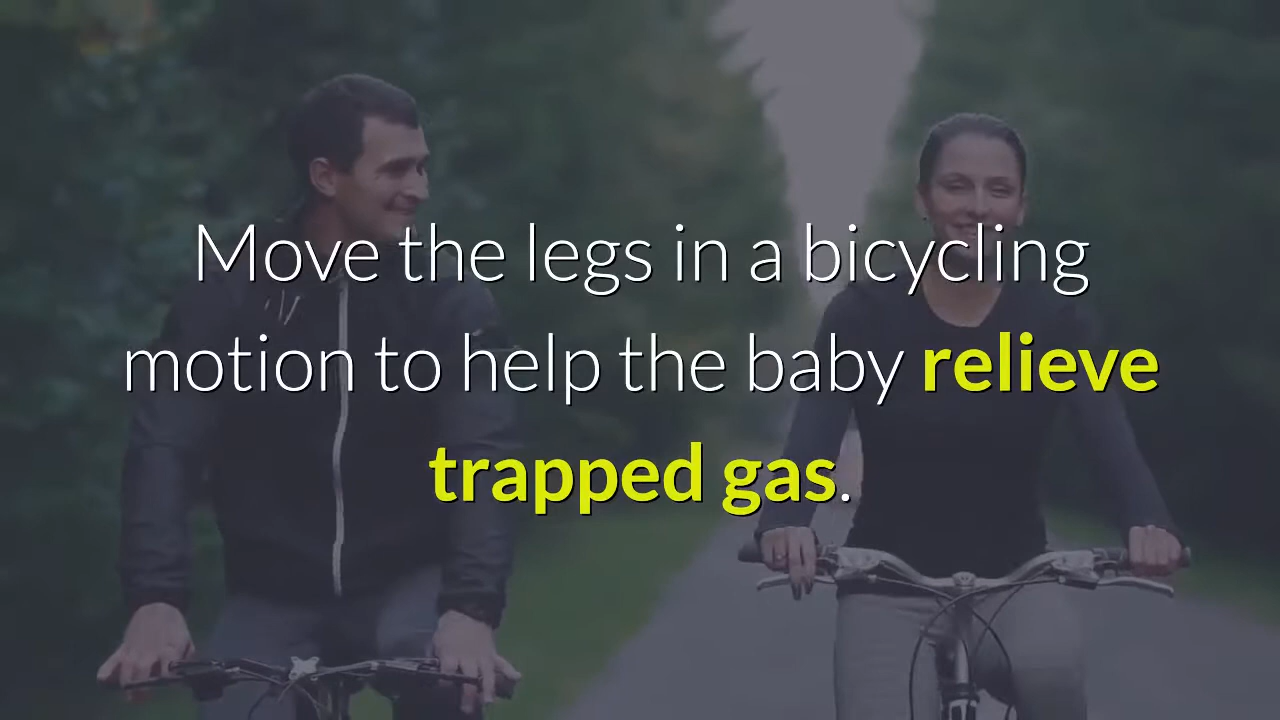 Move the legs in a bicycling
motion to help the baby relieve
trapped gas.